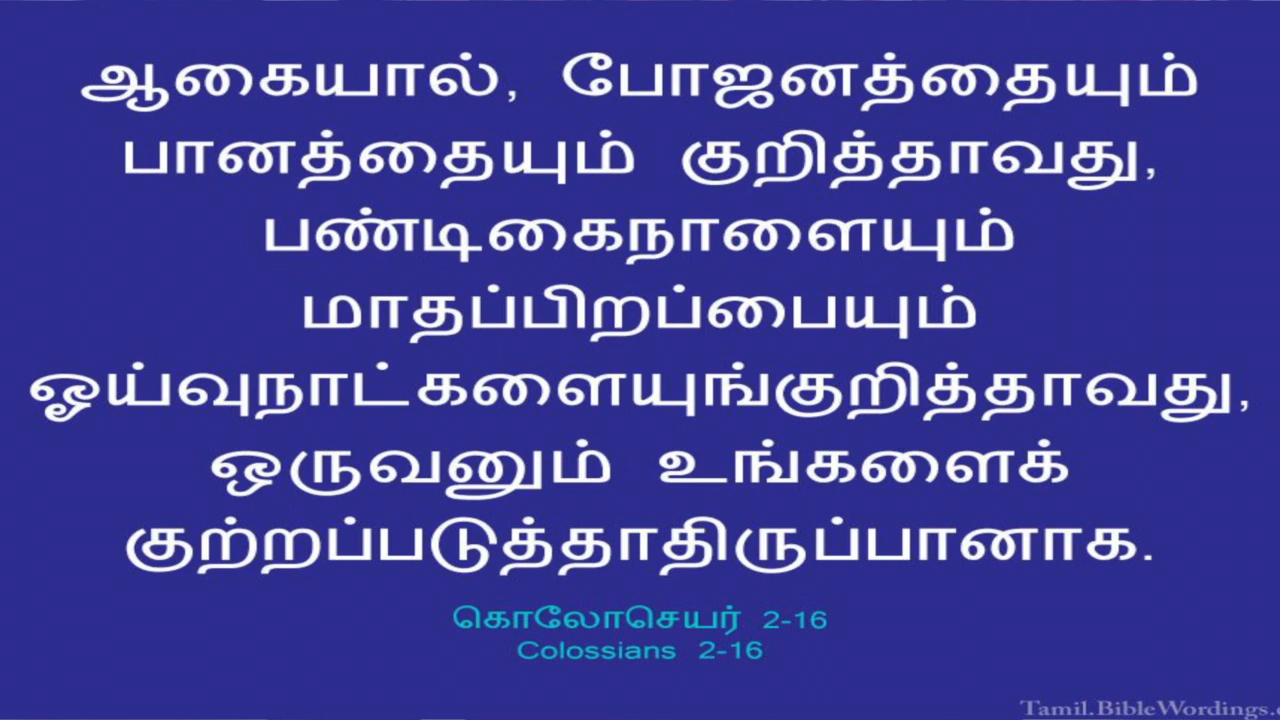 ஆகையால், போஜனத்தையும்
பானத்தையும் குறித்தாவது,
பண்டிகைநாளையும்
மாதப்பிறப்பையும்
ஓய்வுநாட்களையுங்குறித்தாவது,
ஒருவனும் உங்களைக்
குற்றப்படுத்தாதிருப்பானாக.
கொலோசெயர் 2-16
Colossians 2-16
Tamil.BibleWordings.